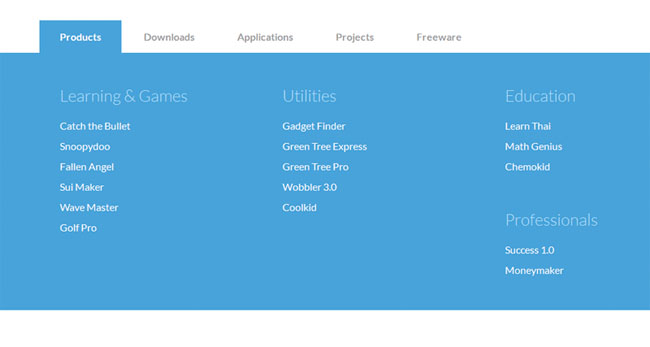 Products Downloads Applications Projects Freeware
Learning & Games
Catch the Bullet
Snoopydoo
Fallen Angel
Sui Maker
Wave Master
Golf Pro
Utilities
Gadget Finder
Green Tree Express
Green Tree Pro
Wobbler 3.0
Coolkid
Education
Learn Thai
Math Genius
Chemokid
Professionals
Success 1.0
Moneymaker